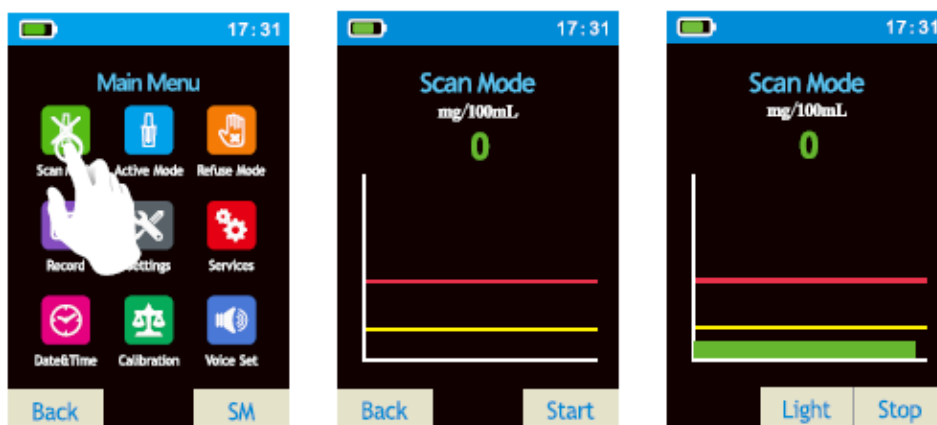 17:31
Main Menu
Scan
Active Mode
Refuse Mode
Record
Settings
Services
Date&Time
Calibration
Voice Set
Back
SM
17:31
Scan Mode
mg/100mL
0
Back
Start
17:31
Scan Mode
mg/100mL
0
Light
Stop